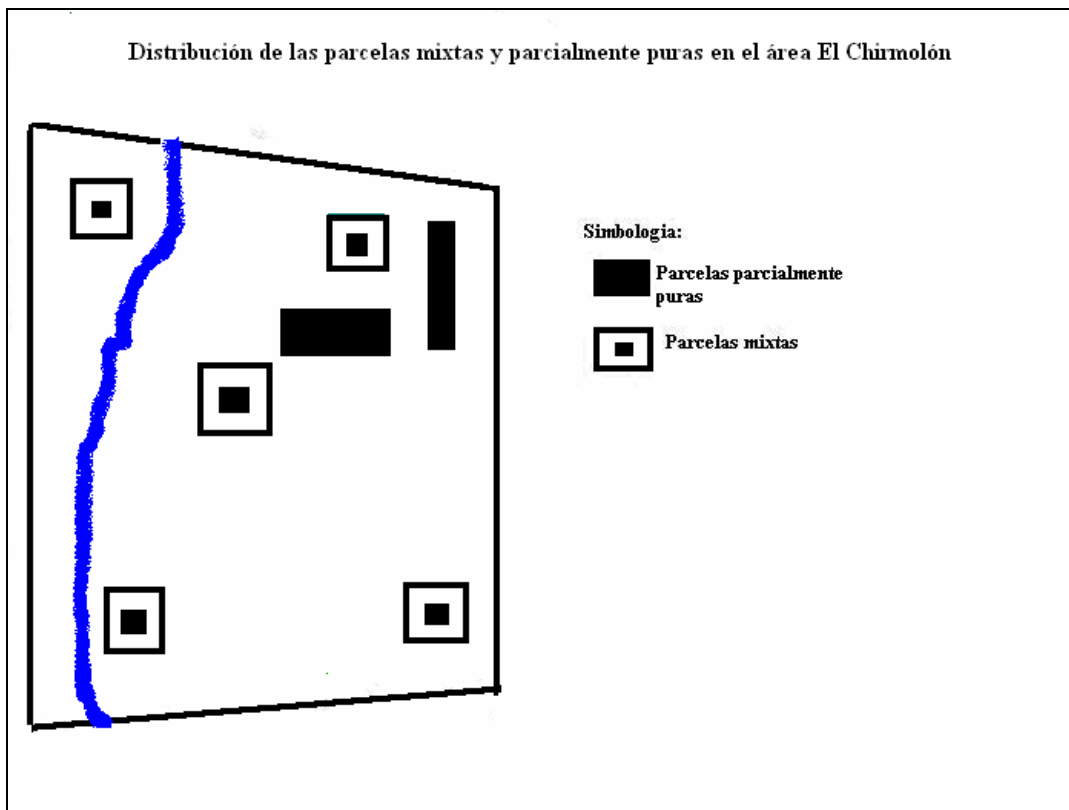 Distribución de las parcelas mixtas y parcialmente puras en el área El Chirmolón
Simbologia:
Parcelas parcialmente
puras
Parcelas mixtas